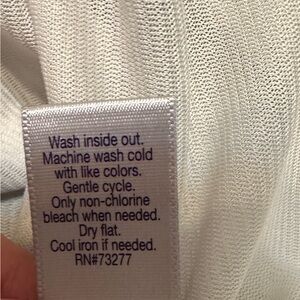 Wash inside out.
Machine wash cold
with like colors.
Gentle cycle.
Only non-chlorine
bleach when needed.
Dry flat.
Cool iron if needed.
RN#73277